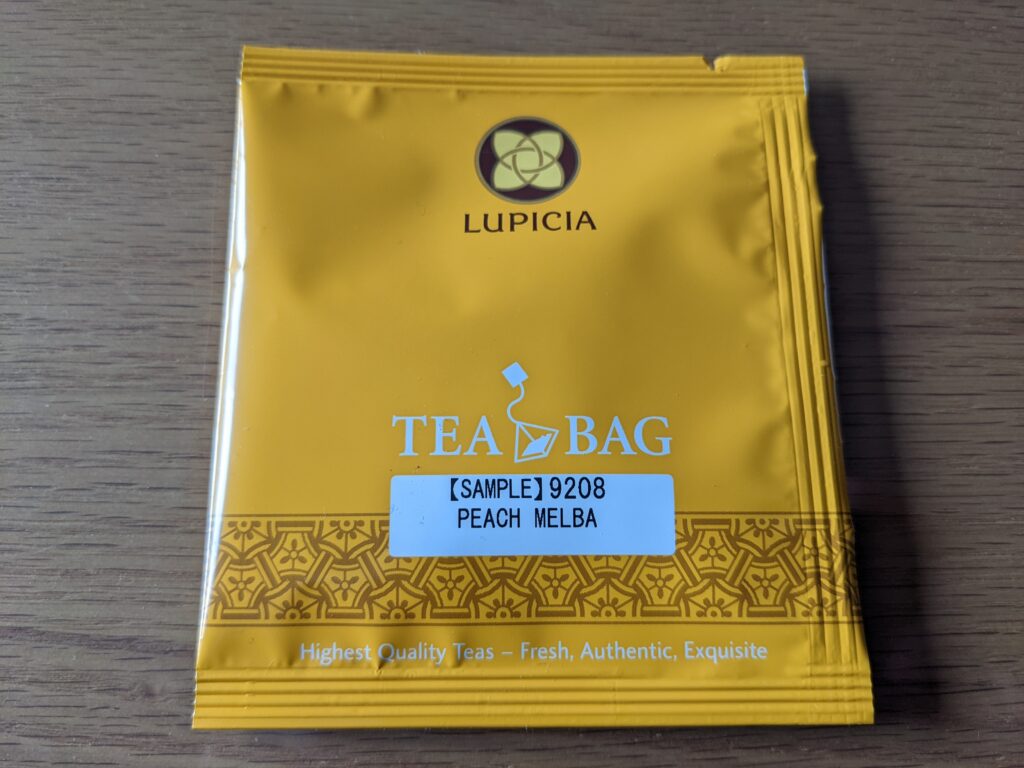 LUPICIA
TEA BAG
【SAMPLE】9208
PEACH MELBA
Highest Quality Teas – Fresh, Authentic, Exquisite